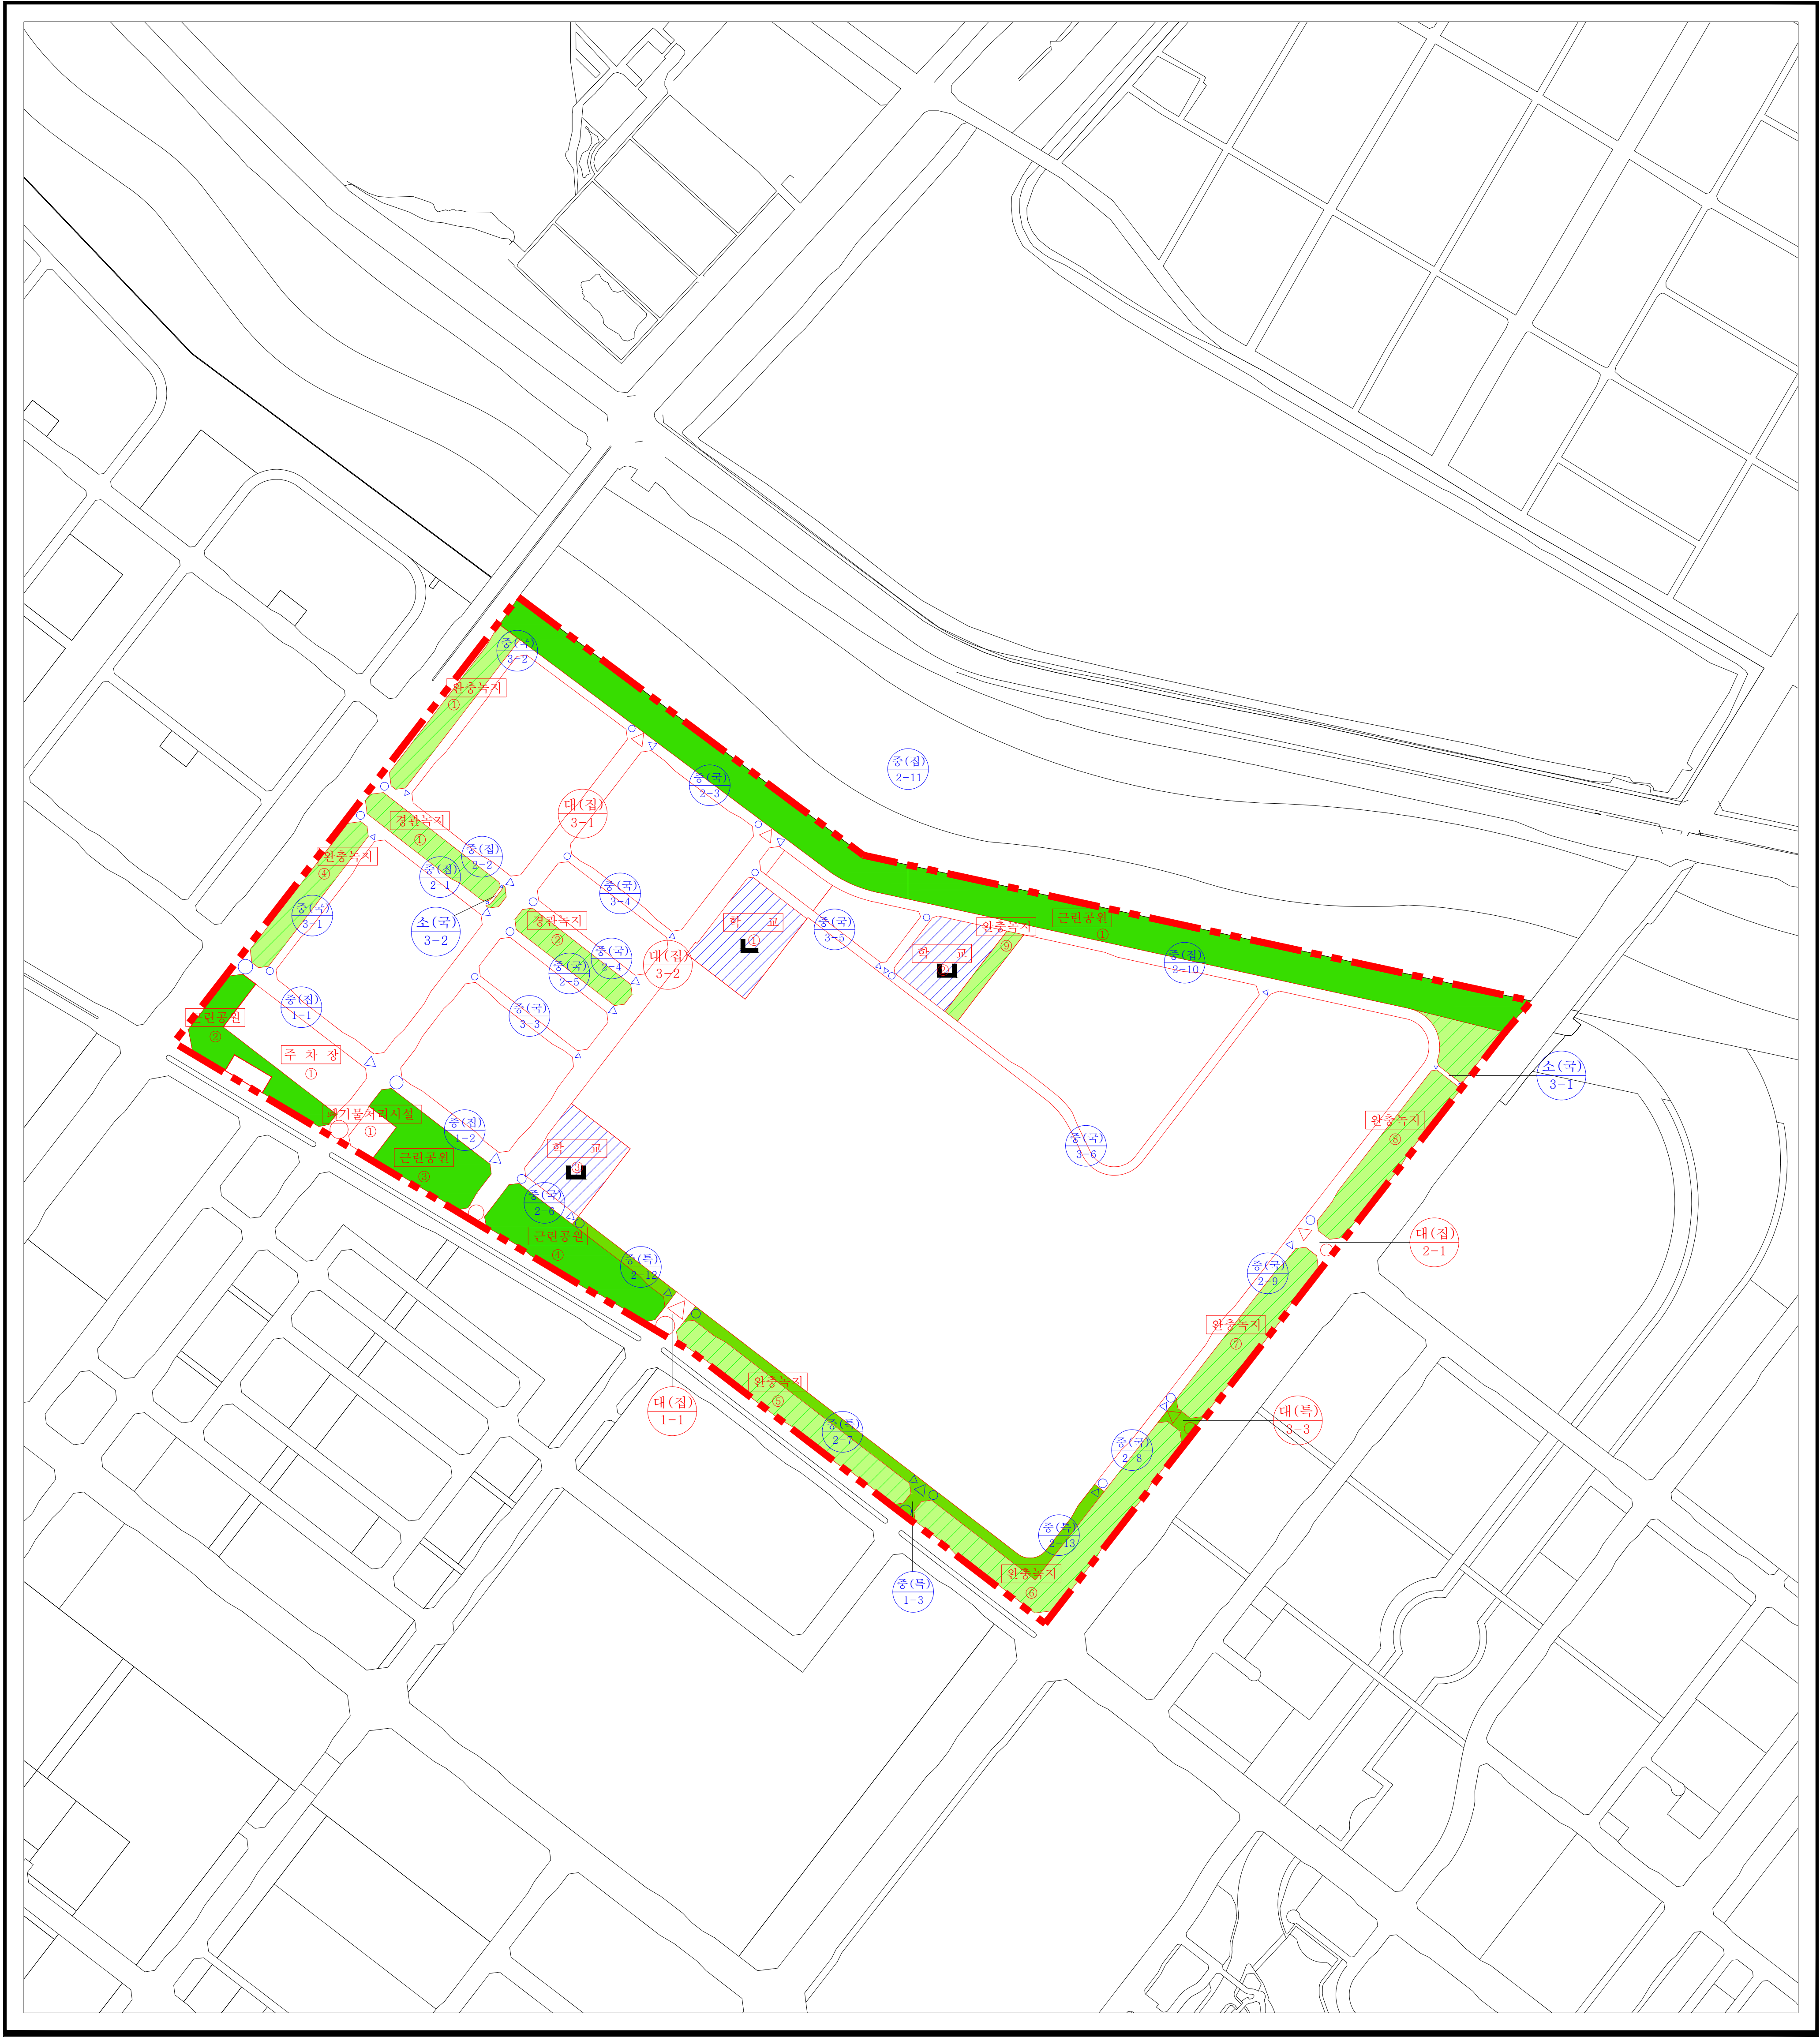 중(국)
3-2
완충녹지
①
중(국)
2-3
중(집)
2-11
대(집)
3-1
경관녹지
①
중(집)
2-2
완충녹지
④
중(집)
2-1
중(국)
3-4
중(국)
3-1
소(국)
3-2
경관녹지
②
학 교
①
중(국)
3-5
완충녹지
⑨
근린공원
①
중(국)
2-4
대(집)
3-2
중(국)
2-5
학 교
중(집)
2-10
중(집)
1-1
근린공원
②
중(국)
3-3
주 차 장
①
소(국)
3-1
폐기물처리시설
①
중(집)
1-2
완충녹지
⑧
학 교
③
중(국)
3-6
근린공원
③
중(국)
2-6
근린공원
④
대(집)
2-1
중(특)
2-12
중(국)
2-9
완충녹지
⑦
완충녹지
⑤
대(집)
1-1
대(특)
3-3
중(특)
2-7
중(국)
2-8
중(특)
2-13
완충녹지
⑥
중(특)
1-3